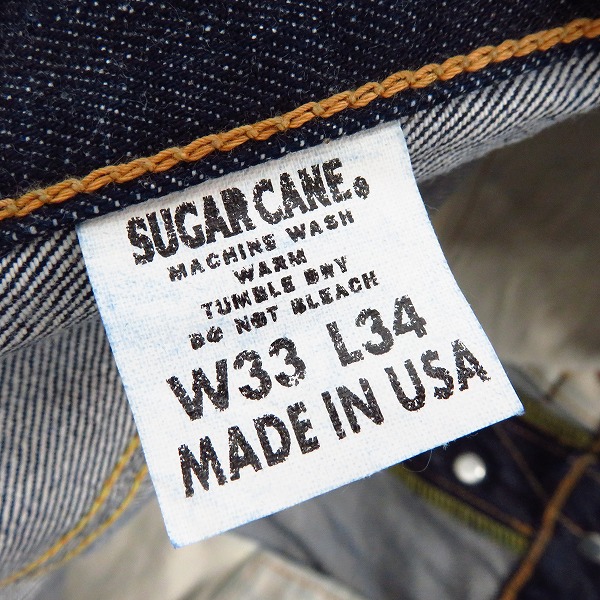 SUGAR CANE.
MACHINE WASH
WARM
TUMBLE DRY
DO NOT BLEACH
W33 L34
MADE IN USA